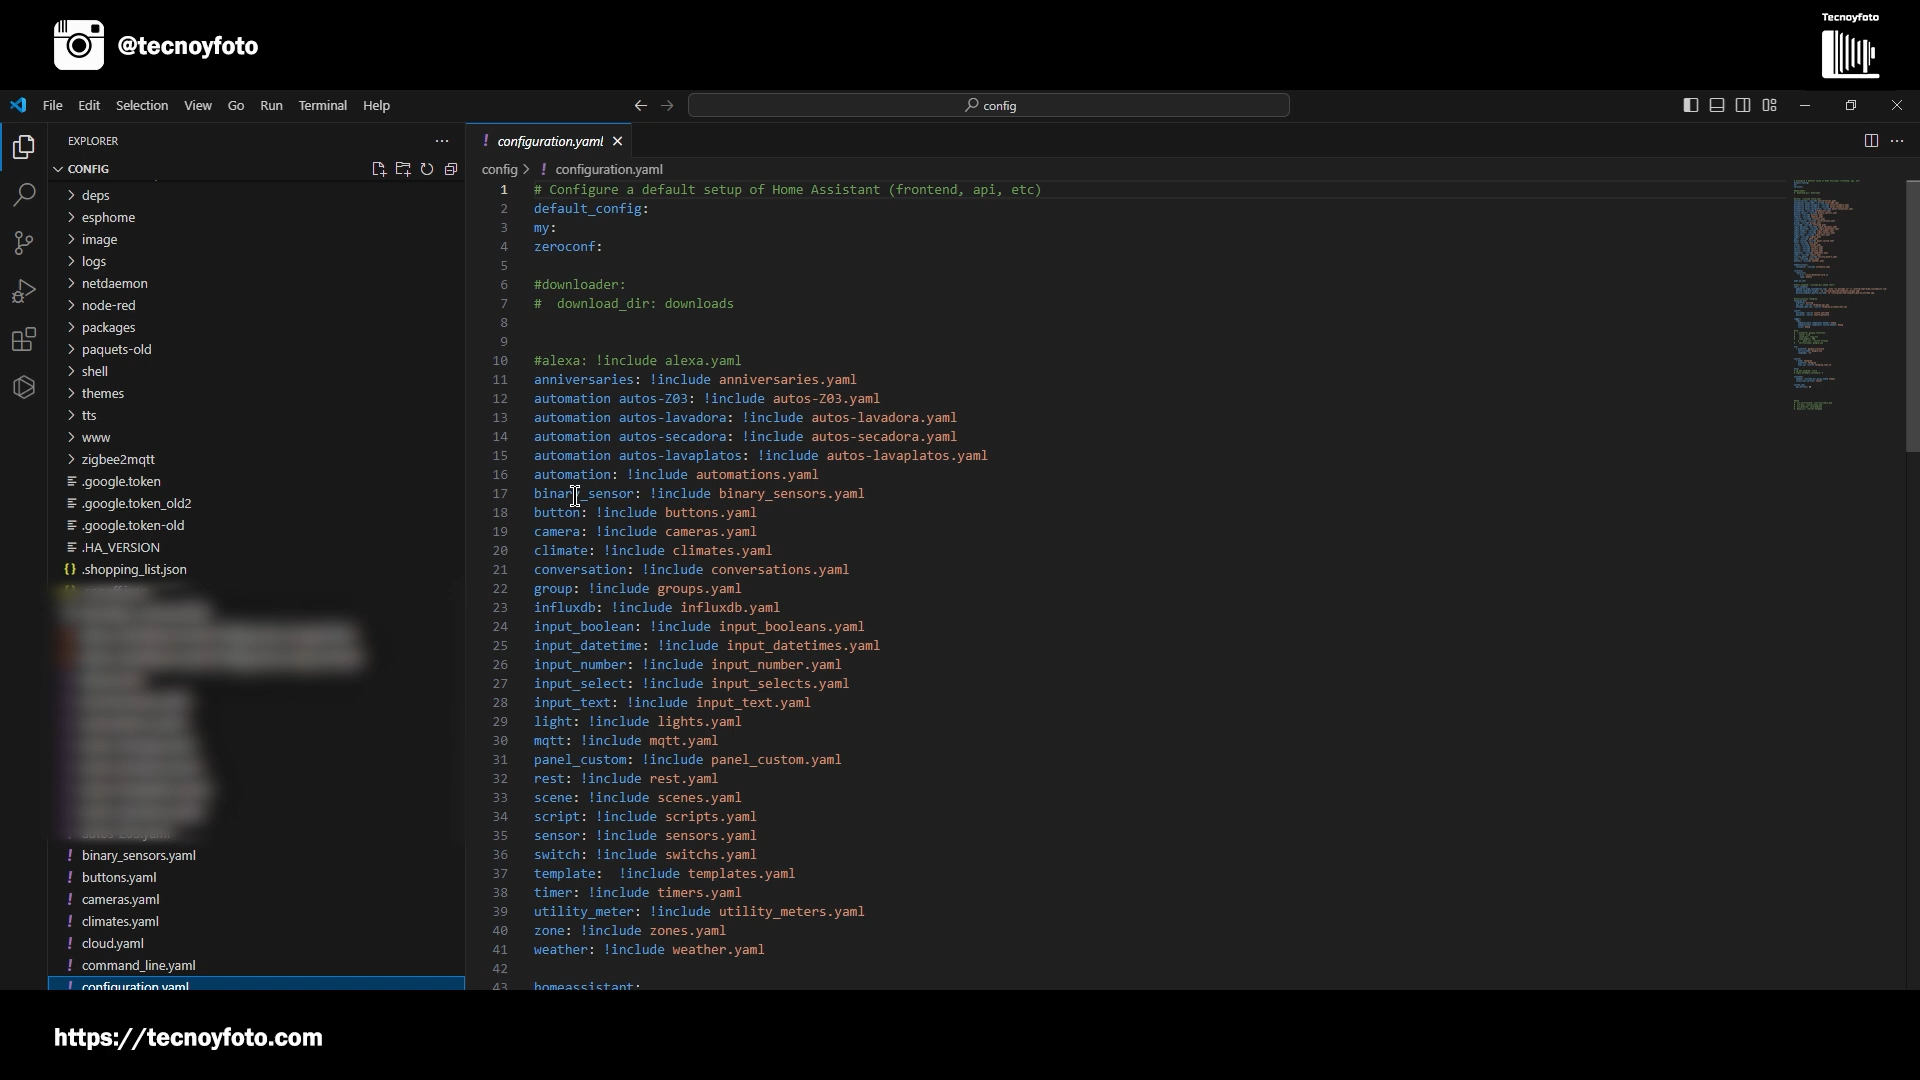 @tecnoyfoto
Tecnoyfoto
File Edit Selection View Go Run Terminal Help
config
EXPLORER
configuration.yaml
CONFIG
config > configuration.yaml
deps
esphome
image
logs
netdaemon
node-red
packages
paquets-old
shell
themes
tts
www
zigbee2mqtt
.google.token
.google.token_old2
.google.token-old
.HA_VERSION
.shopping_list.json
binary_sensors.yaml
buttons.yaml
cameras.yaml
climates.yaml
cloud.yaml
command_line.yaml
configuration.yaml
1 # Configure a default setup of Home Assistant (frontend, api, etc)
2 default_config:
3 my:
4 zeroconf:
5
6 #downloader:
7 #  download_dir: downloads
8
9
10 #alexa: !include alexa.yaml
11 anniversaries: !include anniversaries.yaml
12 automation autos-Z03: !include autos-Z03.yaml
13 automation autos-lavadora: !include autos-lavadora.yaml
14 automation autos-secadora: !include autos-secadora.yaml
15 automation autos-lavaplatos: !include autos-lavaplatos.yaml
16 automation: !include automations.yaml
17 binary_sensor: !include binary_sensors.yaml
18 button: !include buttons.yaml
19 camera: !include cameras.yaml
20 climate: !include climates.yaml
21 conversation: !include conversations.yaml
22 group: !include groups.yaml
23 influxdb: !include influxdb.yaml
24 input_boolean: !include input_booleans.yaml
25 input_datetime: !include input_datetimes.yaml
26 input_number: !include input_number.yaml
27 input_select: !include input_selects.yaml
28 input_text: !include input_text.yaml
29 light: !include lights.yaml
30 mqtt: !include mqtt.yaml
31 panel_custom: !include panel_custom.yaml
32 rest: !include rest.yaml
33 scene: !include scenes.yaml
34 script: !include scripts.yaml
35 sensor: !include sensors.yaml
36 switch: !include switchs.yaml
37 template:  !include templates.yaml
38 timer: !include timers.yaml
39 utility_meter: !include utility_meters.yaml
40 zone: !include zones.yaml
41 weather: !include weather.yaml
42
43 homeassistant:
https://tecnoyfoto.com